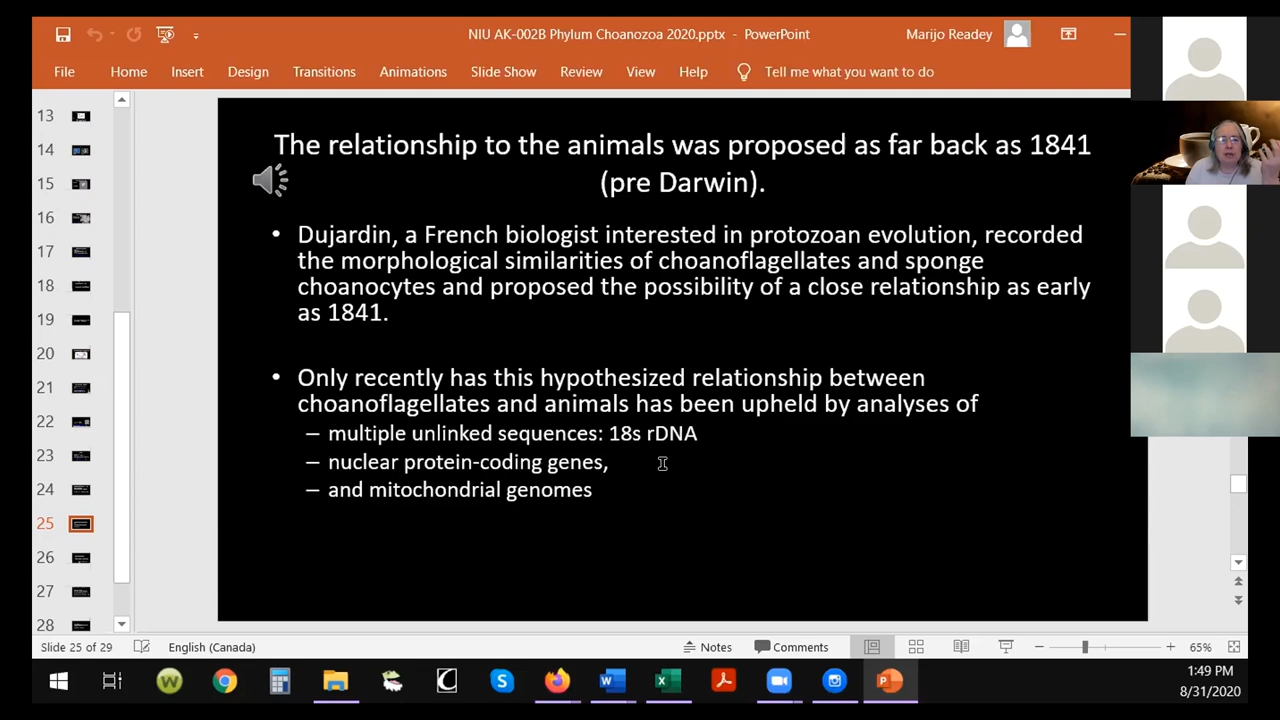 NIU AK-002B Phylum Choanozoa 2020.pptx - PowerPoint
Marijo Readey
File Home Insert Design Transitions Animations Slide Show Review View Help Tell me what you want to do
13
14
15
16
17
18
19
20
21
22
23
24
25
26
27
28
The relationship to the animals was proposed as far back as 1841
(pre Darwin).
• Dujardin, a French biologist interested in protozoan evolution, recorded
the morphological similarities of choanoflagellates and sponge
choanocytes and proposed the possibility of a close relationship as early
as 1841.
• Only recently has this hypothesized relationship between
choanoflagellates and animals has been upheld by analyses of
– multiple unlinked sequences: 18s rDNA
– nuclear protein-coding genes,
– and mitochondrial genomes
Slide 25 of 29 English (Canada) Notes Comments 65%
1:49 PM
8/31/2020